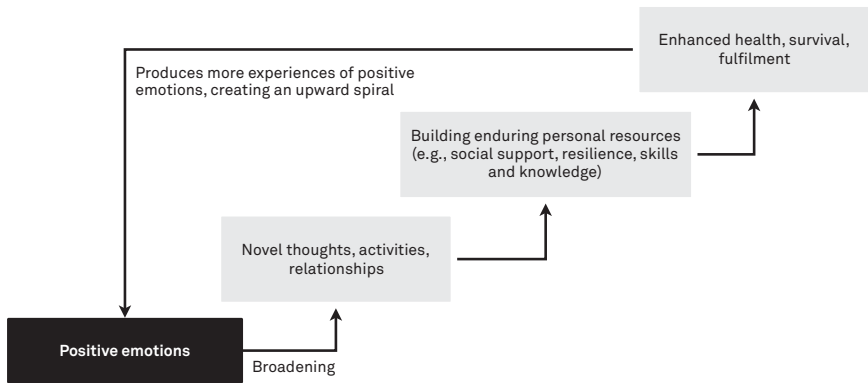 Enhanced health, survival,
fulfilment
Produces more experiences of positive
emotions, creating an upward spiral
Building enduring personal resources
(e.g., social support, resilience, skills
and knowledge)
Novel thoughts, activities,
relationships
Positive emotions
Broadening